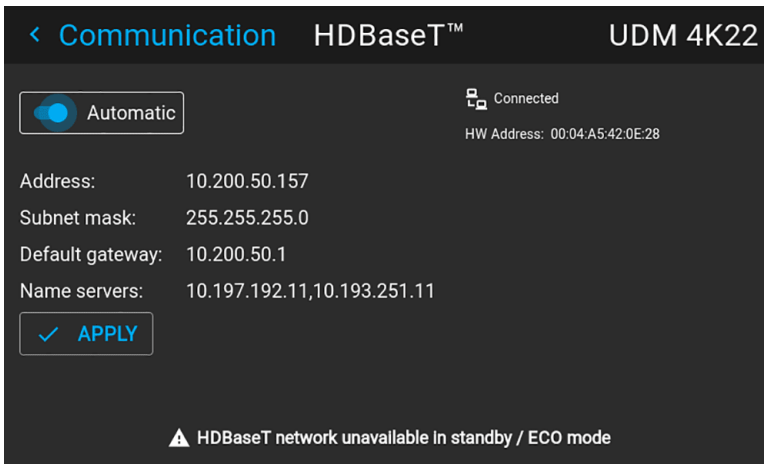 < Communication HDBaseT™ UDM 4K22
Automatic
Connected
HW Address: 00:04:A5:42:0E:28
Address: 10.200.50.157
Subnet mask: 255.255.255.0
Default gateway: 10.200.50.1
Name servers: 10.197.192.11,10.193.251.11
APPLY
HDBaseT network unavailable in standby / ECO mode